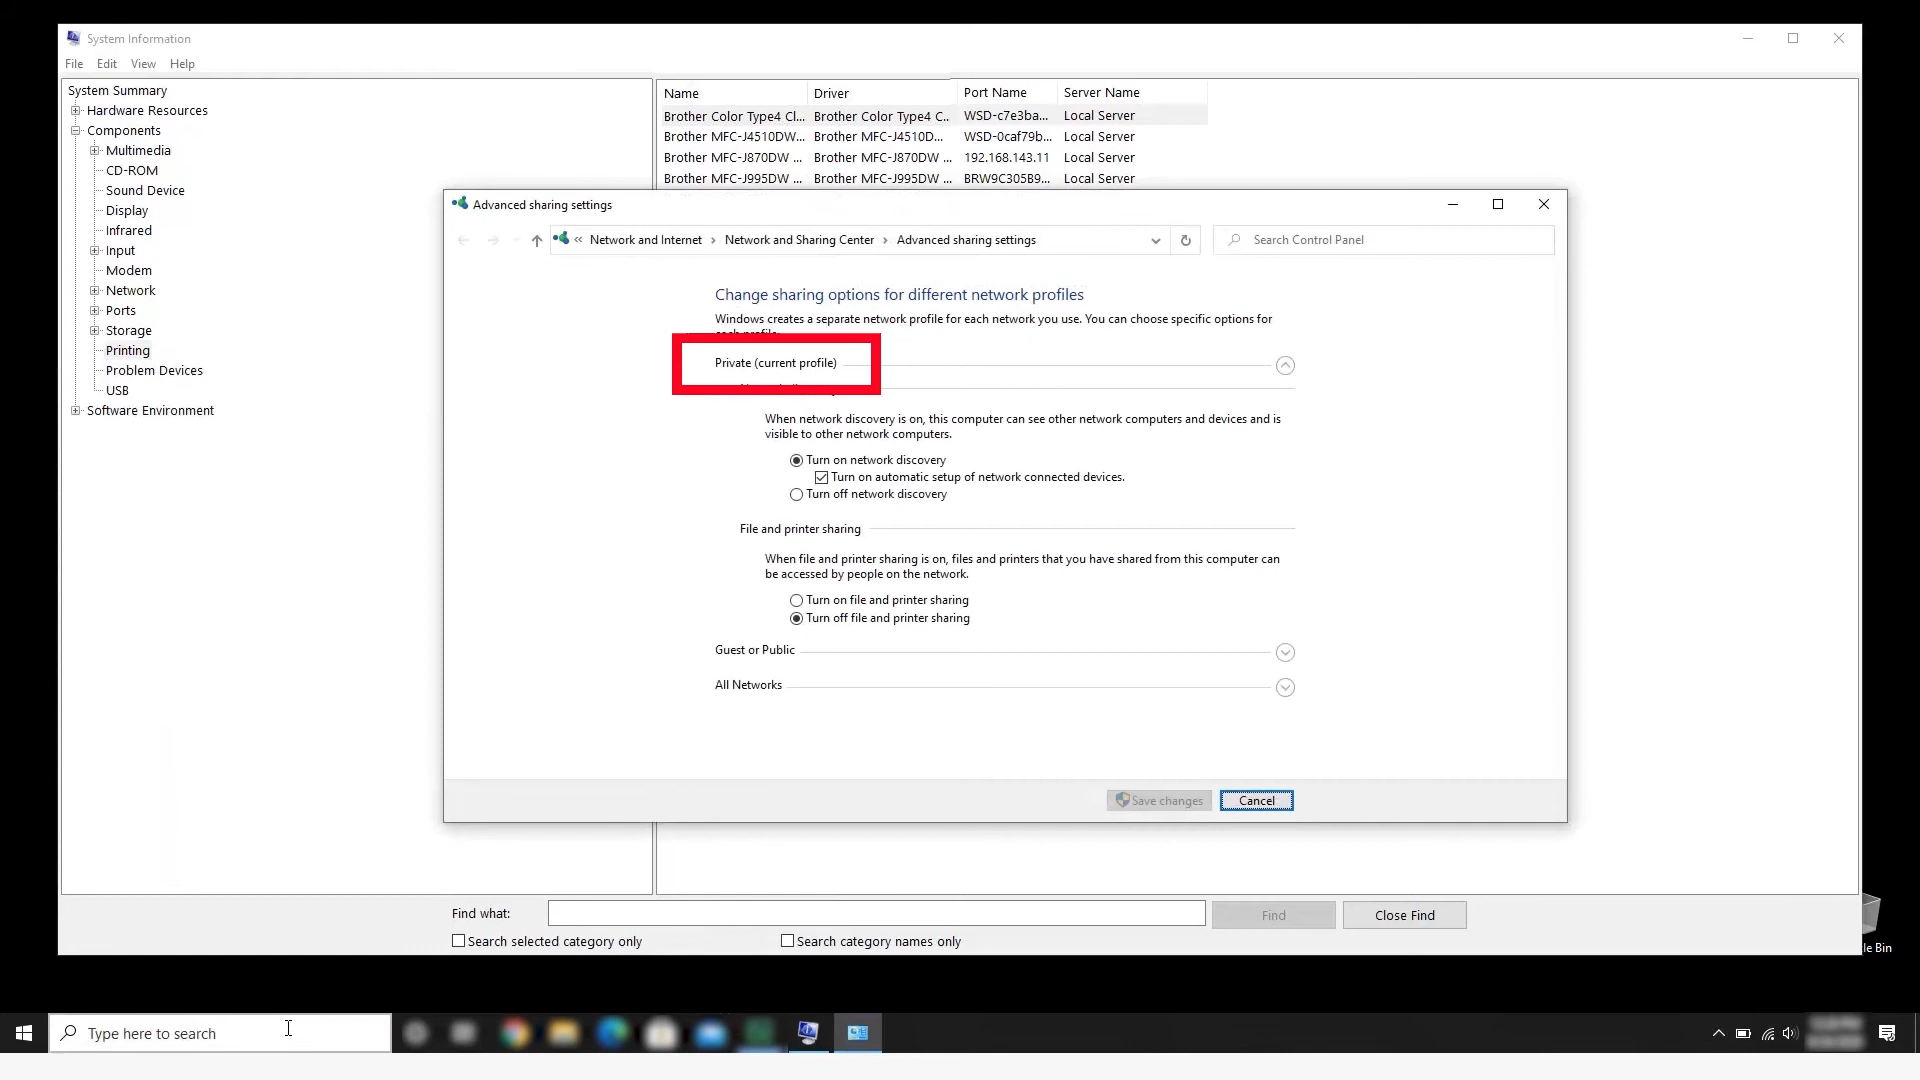 System Information
File Edit View Help
System Summary
Hardware Resources
Components
Multimedia
CD-ROM
Sound Device
Display
Infrared
Input
Modem
Network
Ports
Storage
Printing
Problem Devices
USB
Software Environment
Name Driver Port Name Server Name
Brother Color Type4 Cl... Brother Color Type4 C... WSD-c7e3ba... Local Server
Brother MFC-J4510DW... Brother MFC-J4510D... WSD-0caf79b... Local Server
Brother MFC-J870DW ... Brother MFC-J870DW ... 192.168.143.11 Local Server
Brother MFC-J995DW ... Brother MFC-J995DW ... BRW9C305B9... Local Server
Advanced sharing settings
« Network and Internet › Network and Sharing Center › Advanced sharing settings
Search Control Panel
Change sharing options for different network profiles
Windows creates a separate network profile for each network you use. You can choose specific options for
each profile.
Private (current profile)
When network discovery is on, this computer can see other network computers and devices and is
visible to other network computers.
Turn on network discovery
Turn on automatic setup of network connected devices.
Turn off network discovery
File and printer sharing
When file and printer sharing is on, files and printers that you have shared from this computer can
be accessed by people on the network.
Turn on file and printer sharing
Turn off file and printer sharing
Guest or Public
All Networks
Save changes Cancel
Find what: Find Close Find
Search selected category only Search category names only
le Bin
Type here to search